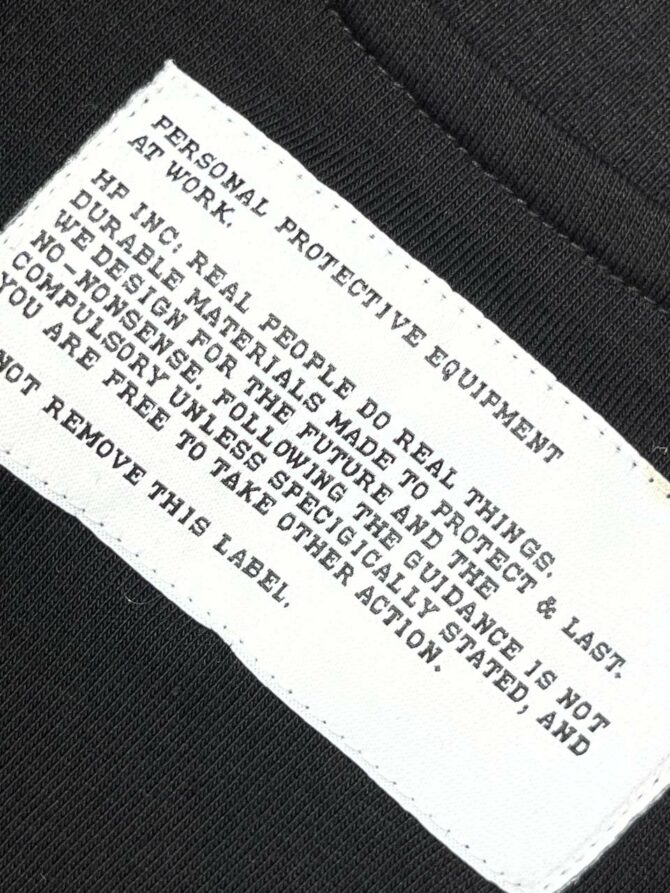 PERSONAL PROTECTIVE EQUIPMENT
AT WORK.
HP INC: REAL PEOPLE DO REAL THINGS.
DURABLE MATERIALS MADE TO PROTECT & LAST.
WE DESIGN FOR THE FUTURE AND THE
NO-NONSENSE. FOLLOWING THE GUIDANCE IS NOT
COMPULSORY UNLESS SPECIGICALLY STATED, AND
YOU ARE FREE TO TAKE OTHER ACTION.
NOT REMOVE THIS LABEL.